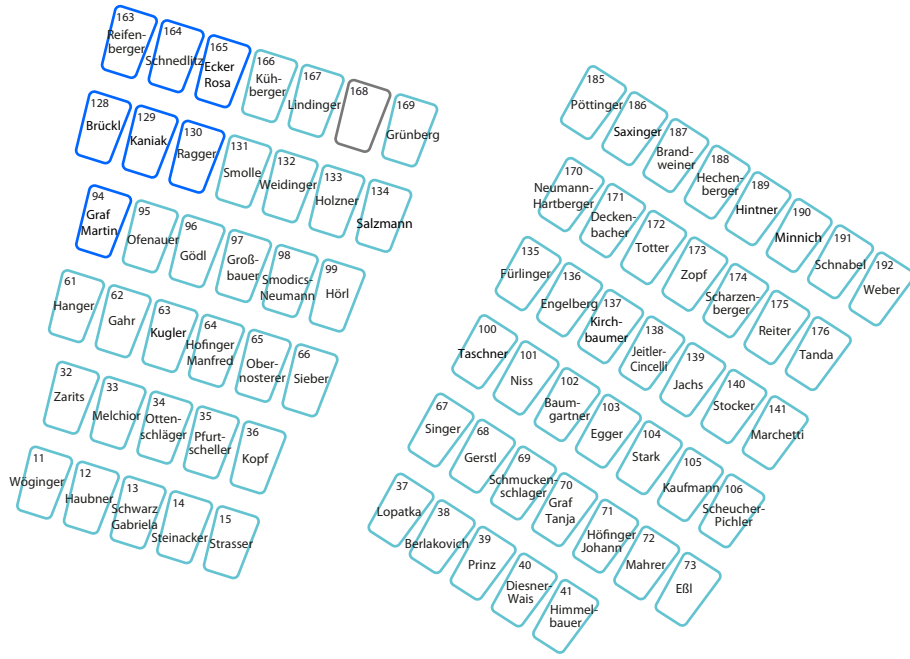 163
Reifen-
berger
164
Schnedlitz
165
Ecker
Rosa
166
Küh-
berger
167
Lindinger
168
169
Grünberg
128
Brückl
129
Kaniak
130
Ragger
131
Smolle
132
Weidinger
133
Holzner
134
Salzmann
94
Graf
Martin
95
Ofenauer
96
Gödl
97
Groß-
bauer
98
Smodics-
Neumann
99
Hörl
61
Hanger
62
Gahr
63
Kugler
64
Hofinger
Manfred
65
Ober-
nosterer
66
Sieber
32
Zarits
33
Melchior
34
Otten-
schläger
35
Pfurt-
scheller
36
Kopf
11
Wöginger
12
Haubner
13
Schwarz
Gabriela
14
Steinacker
15
Strasser
185
Pöttinger
186
Saxinger
187
Brand-
weiner
188
Hechen-
berger
189
Hintner
190
Minnich
191
Schnabel
192
Weber
170
Neumann-
Hartberger
171
Decken-
bacher
172
Totter
173
Zopf
174
Scharzen-
berger
175
Reiter
176
Tanda
135
Fürlinger
136
Engelberg
137
Kirch-
baumer
138
Jeitler-
Cincelli
139
Jachs
140
Stocker
141
Marchetti
100
Taschner
101
Niss
102
Baum-
gartner
103
Egger
104
Stark
105
Kaufmann
106
Scheucher-
Pichler
67
Singer
68
Gerstl
69
Schmucken-
schlager
70
Graf
Tanja
71
Höfinger
Johann
72
Mahrer
73
Eßl
37
Lopatka
38
Berlakovich
39
Prinz
40
Diesner-
Wais
41
Himmel-
bauer